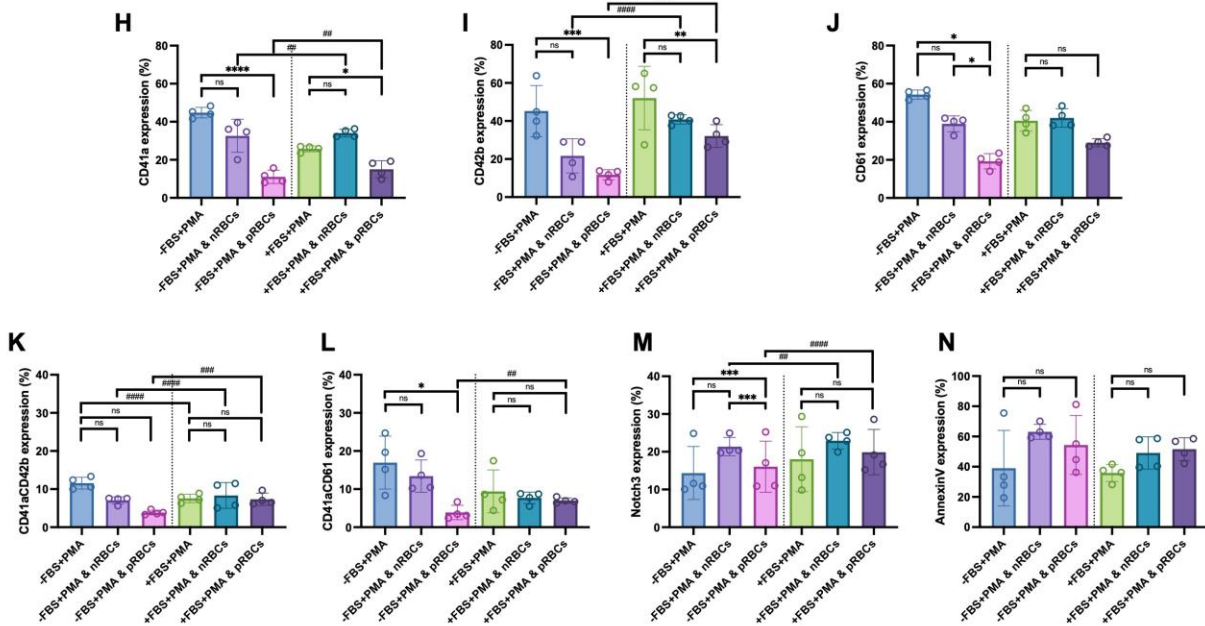 H
##
##
****
ns
*
ns
80
60
40
20
0
CD41a expression (%)
-FBS+PMA
-FBS+PMA & nRBCs
-FBS+PMA & pRBCs
+FBS+PMA
+FBS+PMA & nRBCs
+FBS+PMA & pRBCs
I
####
***
ns
**
ns
80
60
40
20
0
CD42b expression (%)
-FBS+PMA
-FBS+PMA & nRBCs
-FBS+PMA & pRBCs
+FBS+PMA
+FBS+PMA & nRBCs
+FBS+PMA & pRBCs
J
*
ns
*
ns
ns
80
60
40
20
0
CD61 expression (%)
-FBS+PMA
-FBS+PMA & nRBCs
-FBS+PMA & pRBCs
+FBS+PMA
+FBS+PMA & nRBCs
+FBS+PMA & pRBCs
K
###
####
####
ns
ns
ns
ns
40
30
20
10
0
CD41aCD42b expression (%)
-FBS+PMA
-FBS+PMA & nRBCs
-FBS+PMA & pRBCs
+FBS+PMA
+FBS+PMA & nRBCs
+FBS+PMA & pRBCs
L
##
*
ns
ns
ns
40
30
20
10
0
CD41aCD61 expression (%)
-FBS+PMA
-FBS+PMA & nRBCs
-FBS+PMA & pRBCs
+FBS+PMA
+FBS+PMA & nRBCs
+FBS+PMA & pRBCs
M
####
##
***
ns
***
ns
ns
40
30
20
10
0
Notch3 expression (%)
-FBS+PMA
-FBS+PMA & nRBCs
-FBS+PMA & pRBCs
+FBS+PMA
+FBS+PMA & nRBCs
+FBS+PMA & pRBCs
N
ns
ns
ns
ns
100
80
60
40
20
0
AnnexinV expression (%)
-FBS+PMA
-FBS+PMA & nRBCs
-FBS+PMA & pRBCs
+FBS+PMA
+FBS+PMA & nRBCs
+FBS+PMA & pRBCs